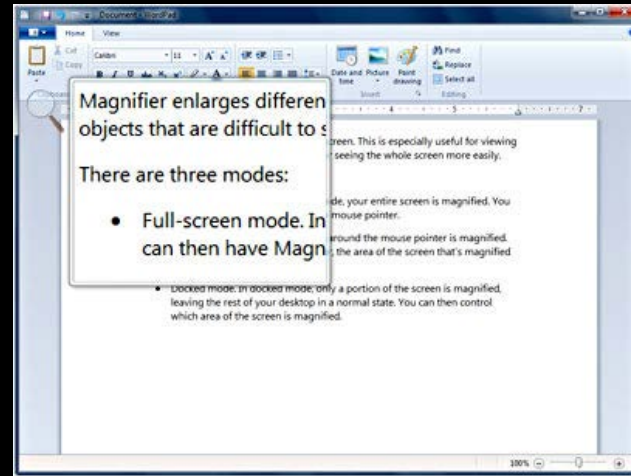 Document - WordPad
Home View
Cut
Copy
Paste
Calibri 11
Date and time
Picture
Paint drawing
Insert
Find
Replace
Select all
Editing
Magnifier enlarges differen
objects that are difficult to s
There are three modes:
• Full-screen mode. In
can then have Magn
creen. This is especially useful for viewing
seeing the whole screen more easily.
de, your entire screen is magnified. You
mouse pointer.
around the mouse pointer is magnified.
, the area of the screen that's magnified
• Docked mode. In docked mode, only a portion of the screen is magnified,
leaving the rest of your desktop in a normal state. You can then control
which area of the screen is magnified.
100%